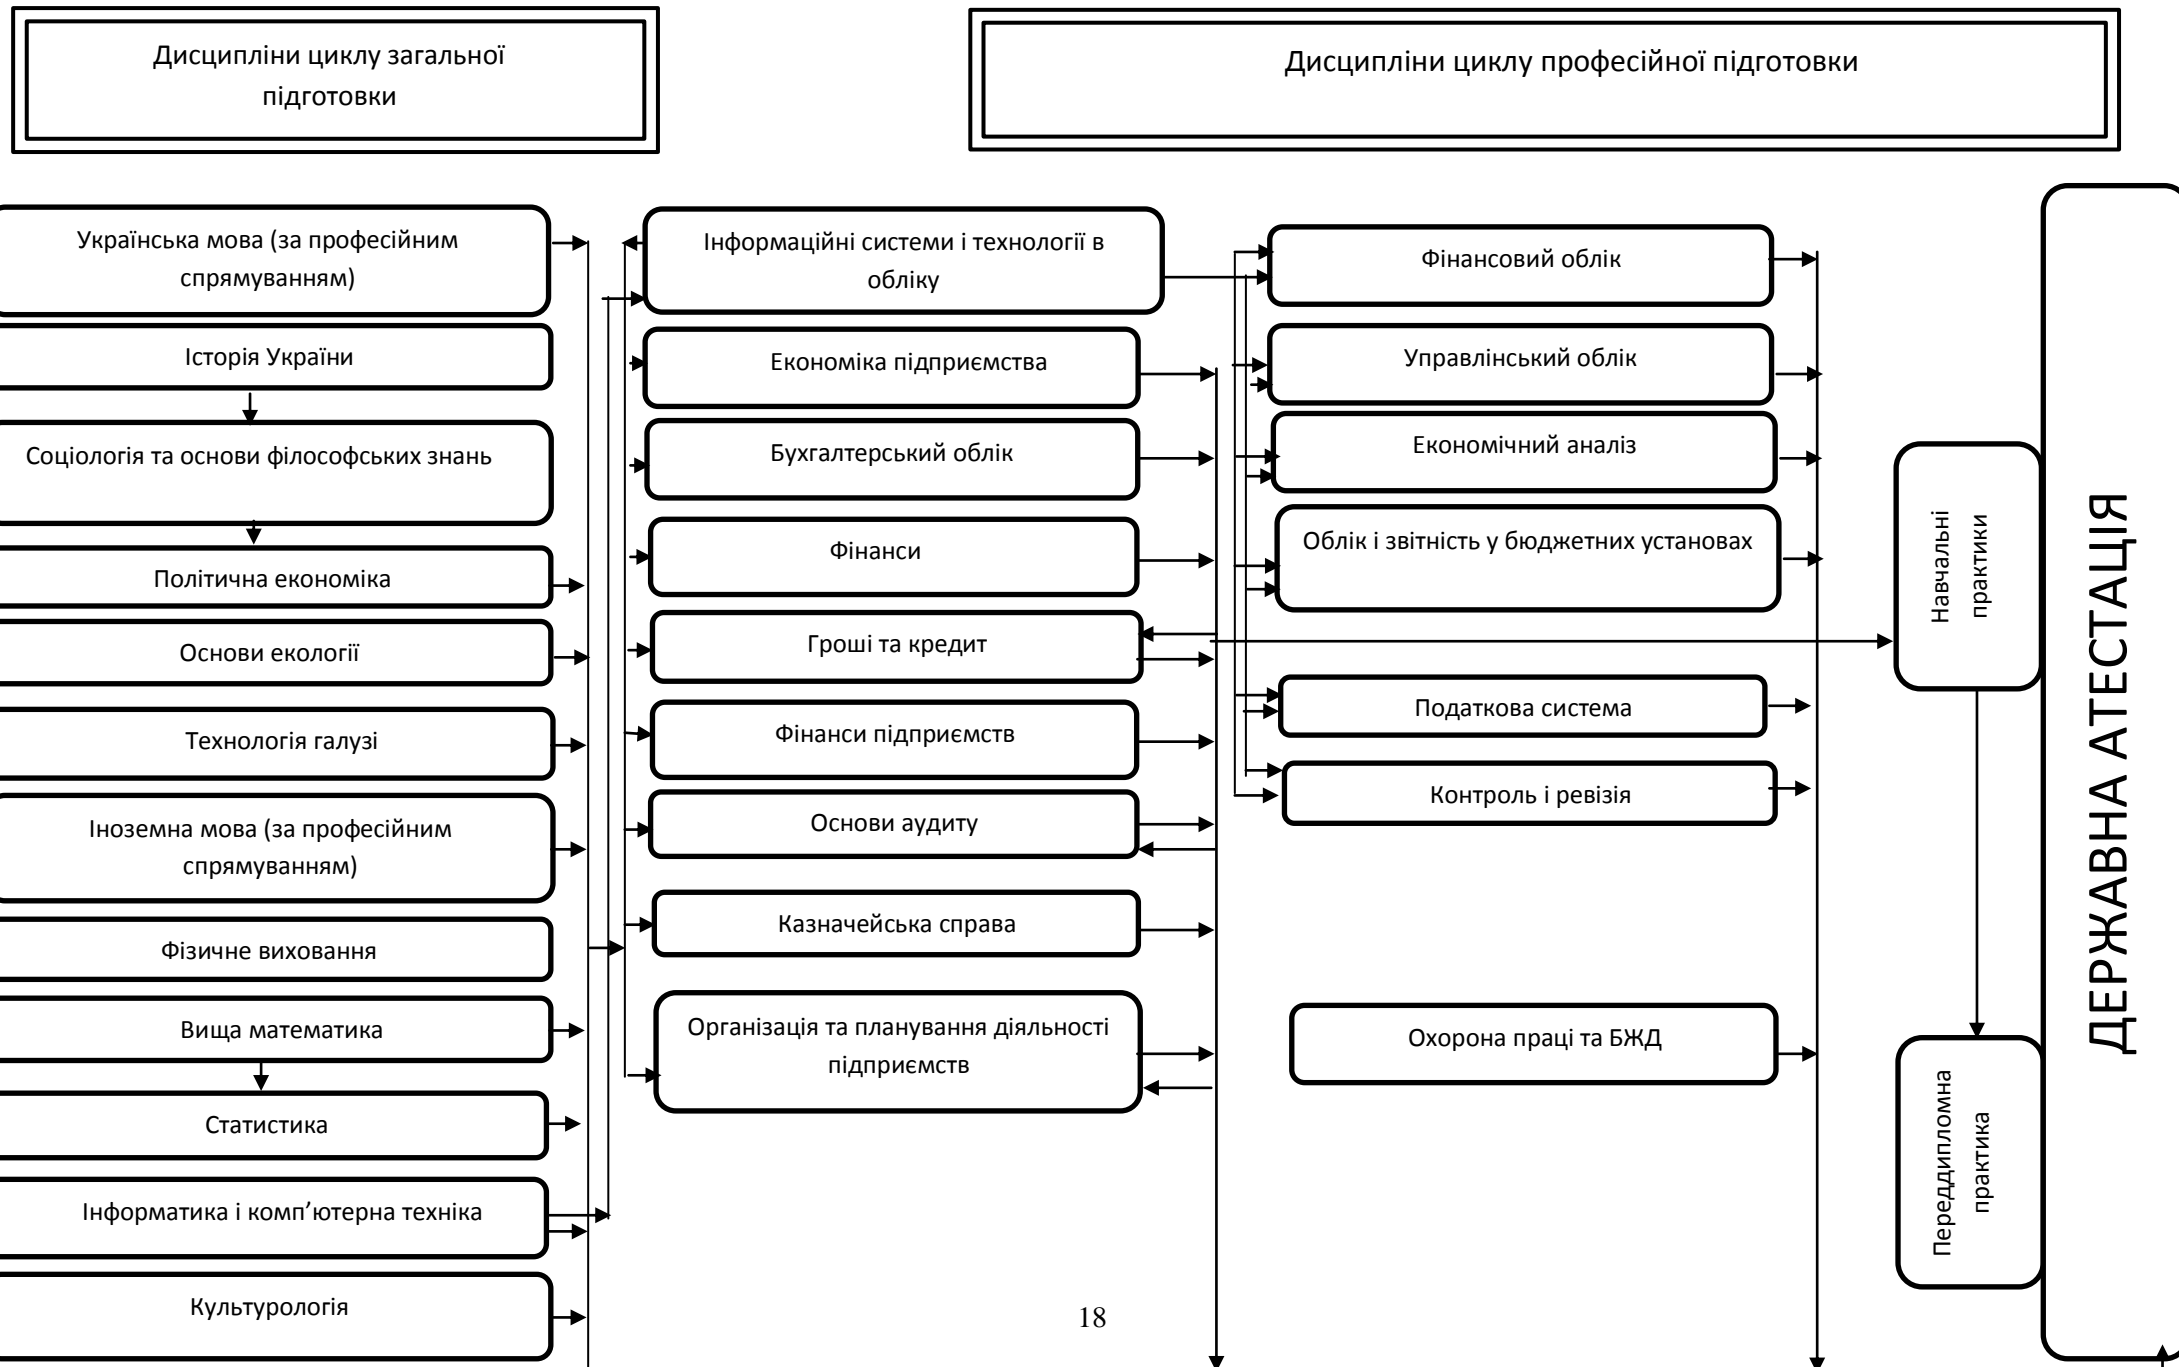 Дисципліни циклу загальної
підготовки
Дисципліни циклу професійної підготовки
Українська мова (за професійним
спрямуванням)
Історія України
Соціологія та основи філософських знань
Політична економіка
Основи екології
Технологія галузі
Іноземна мова (за професійним
спрямуванням)
Фізичне виховання
Вища математика
Статистика
Інформатика і комп’ютерна техніка
Культурологія
Інформаційні системи і технології в
обліку
Економіка підприємства
Бухгалтерський облік
Фінанси
Гроші та кредит
Фінанси підприємств
Основи аудиту
Казначейська справа
Організація та планування діяльності
підприємств
Фінансовий облік
Управлінський облік
Економічний аналіз
Облік і звітність у бюджетних установах
Податкова система
Контроль і ревізія
Охорона праці та БЖД
Навчальні
практики
Переддипломна
практика
ДЕРЖАВНА АТЕСТАЦІЯ
18